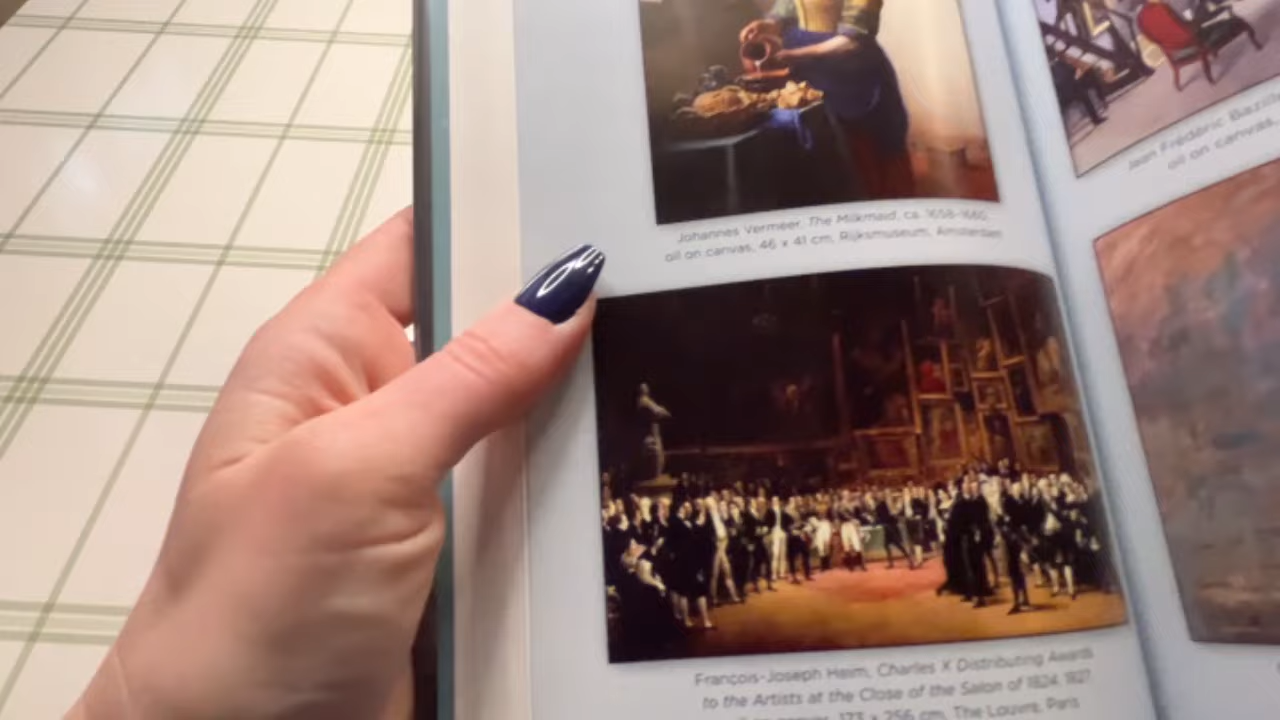 Johannes Vermeer, The Milkmaid, ca. 1658-1660,
oil on canvas, 46 x 41 cm, Rijksmuseum, Amsterdam
Jean Frédéric Bazill
oil on canvas,
François-Joseph Heim, Charles X Distributing Awards
to the Artists at the Close of the Salon of 1824, 1827,
canvas, 173 x 256 cm, The Louvre, Paris